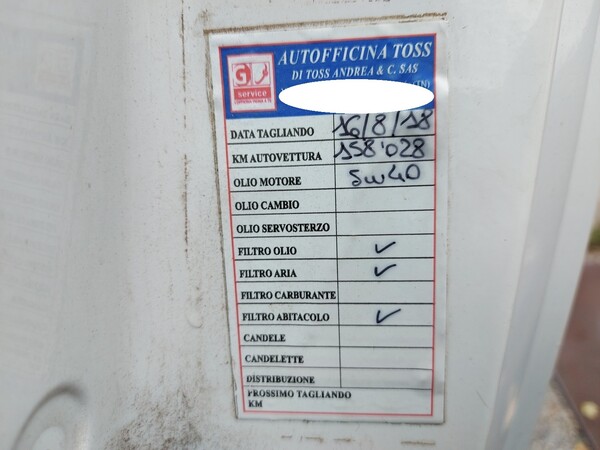 G
service
AUTOFFICINA TOSS
DI TOSS ANDREA & C. SAS
DATA TAGLIANDO 16/8/18
KM AUTOVETTURA 158'028
OLIO MOTORE 5w40
OLIO CAMBIO
OLIO SERVOSTERZO
FILTRO OLIO ✓
FILTRO ARIA ✓
FILTRO CARBURANTE
FILTRO ABITACOLO ✓
CANDELE
CANDELETTE
DISTRIBUZIONE
PROSSIMO TAGLIANDO
KM